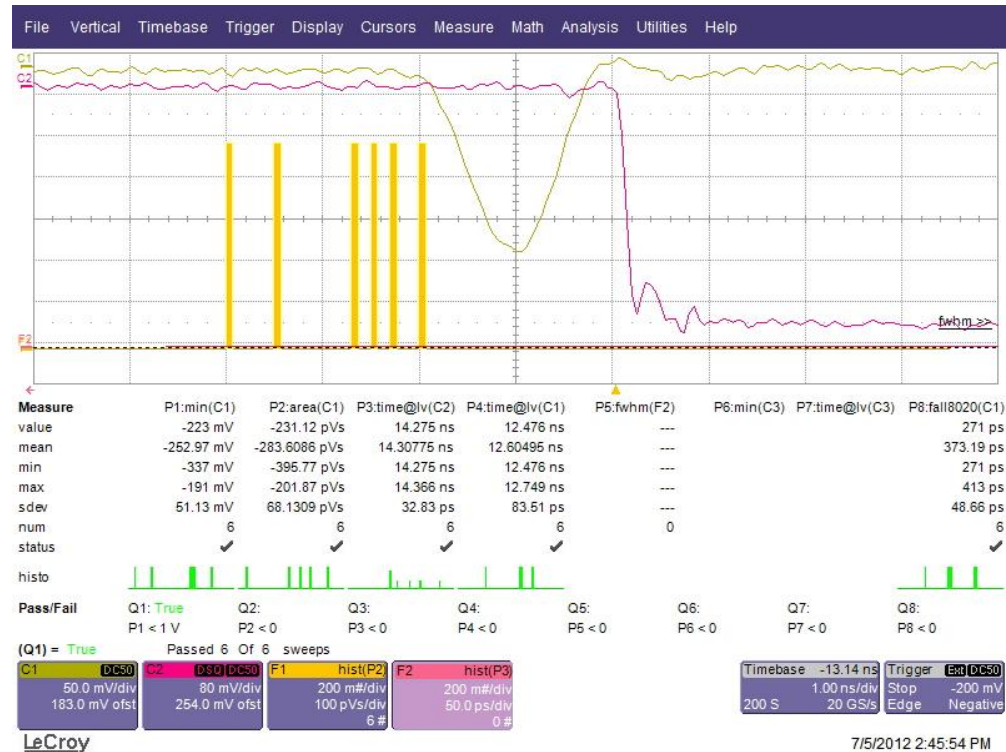 File Vertical Timebase Trigger Display Cursors Measure Math Analysis Utilities Help
C1
C2
F2
fwhm >>
Measure P1:min(C1) P2:area(C1) P3:time@lv(C2) P4:time@lv(C1) P5:fwhm(F2) P6:min(C3) P7:time@lv(C3) P8:fall8020(C1)
value -223 mV -231.12 pVs 14.275 ns 12.476 ns --- 271 ps
mean -252.97 mV -283.6086 pVs 14.30775 ns 12.60495 ns --- 373.19 ps
min -337 mV -395.77 pVs 14.275 ns 12.476 ns --- 271 ps
max -191 mV -201.87 pVs 14.366 ns 12.749 ns --- 413 ps
sdev 51.13 mV 68.1309 pVs 32.83 ps 83.51 ps --- 48.66 ps
num 6 6 6 6 0 6
status
histo
Pass/Fail Q1: True Q2: Q3: Q4: Q5: Q6: Q7: Q8:
P1 < 1 V P2 < 0 P3 < 0 P4 < 0 P5 < 0 P6 < 0 P7 < 0 P8 < 0
(Q1) = True Passed 6 Of 6 sweeps
C1 DC50 C2 DSQ DC50 F1 hist(P2) F2 hist(P3) Timebase -13.14 ns Trigger Ext DC50
50.0 mV/div 80 mV/div 200 m#/div 200 m#/div 1.00 ns/div Stop -200 mV
183.0 mV ofst 254.0 mV ofst 100 pVs/div 50.0 ps/div 200 S 20 GS/s Edge Negative
6 # 0 #
LeCroy 7/5/2012 2:45:54 PM